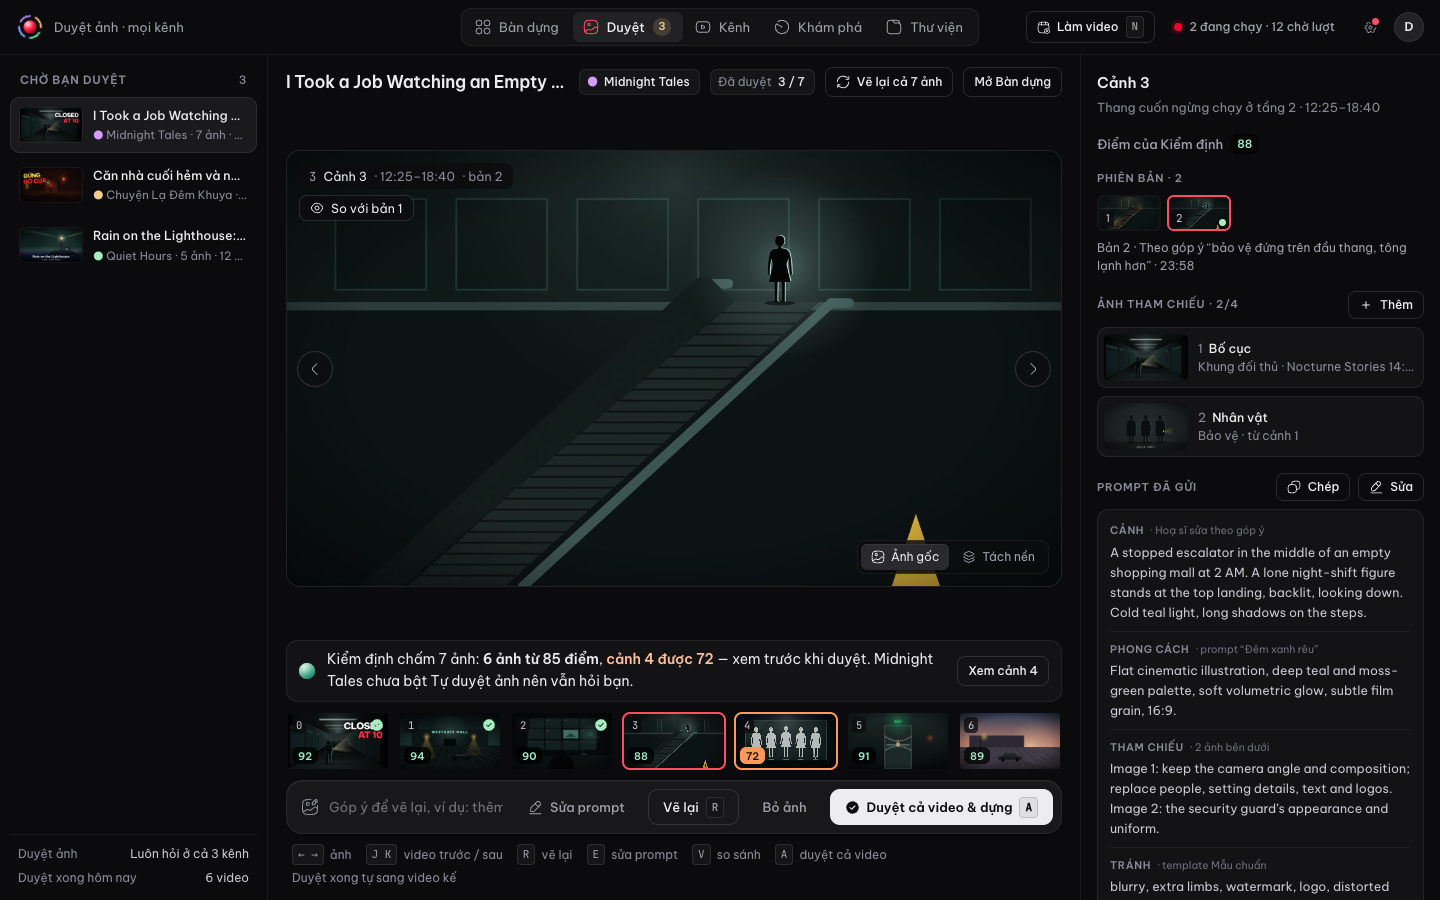 Duyệt ảnh · mọi kênh
Bàn dựng
Duyệt 3
Kênh
Khám phá
Thư viện
Làm video N
2 đang chạy · 12 chờ lượt
D
CHỜ BẠN DUYỆT 3
CLOSED
AT 10
I Took a Job Watching ...
Midnight Tales · 7 ảnh · ...
ĐỪNG
GÕ CỬA
Căn nhà cuối hẻm và n...
Chuyện Lạ Đêm Khuya ·...
Rain on the Lighthouse
Rain on the Lighthouse:...
Quiet Hours · 5 ảnh · 12 ...
Duyệt ảnh Luôn hỏi ở cả 3 kênh
Duyệt xong hôm nay 6 video
I Took a Job Watching an Empty ...
Midnight Tales
Đã duyệt 3 / 7
Vẽ lại cả 7 ảnh
Mở Bàn dựng
3 Cảnh 3 · 12:25–18:40 · bản 2
So với bản 1
Ảnh gốc
Tách nền
Kiểm định chấm 7 ảnh: 6 ảnh từ 85 điểm, cảnh 4 được 72 — xem trước khi duyệt. Midnight
Tales chưa bật Tự duyệt ảnh nên vẫn hỏi bạn.
Xem cảnh 4
0 CLOSED
AT 10
92
1
WESTGATE MALL
94
2
90
3
88
4
72
5
91
6
89
Góp ý để vẽ lại, ví dụ: thêm
Sửa prompt
Vẽ lại R
Bỏ ảnh
Duyệt cả video & dựng A
← → ảnh
J K video trước / sau
R vẽ lại
E sửa prompt
V so sánh
A duyệt cả video
Duyệt xong tự sang video kế
Cảnh 3
Thang cuốn ngừng chạy ở tầng 2 · 12:25–18:40
Điểm của Kiểm định 88
PHIÊN BẢN · 2
1
2
Bản 2 · Theo góp ý “bảo vệ đứng trên đầu thang, tông
lạnh hơn” · 23:58
ẢNH THAM CHIẾU · 2/4
Thêm
1 Bố cục
Khung đối thủ · Nocturne Stories 14:...
2 Nhân vật
Bảo vệ · từ cảnh 1
PROMPT ĐÃ GỬI
Chép
Sửa
CẢNH · Hoạ sĩ sửa theo góp ý
A stopped escalator in the middle of an empty
shopping mall at 2 AM. A lone night-shift figure
stands at the top landing, backlit, looking down.
Cold teal light, long shadows on the steps.
PHONG CÁCH · prompt “Đêm xanh rêu”
Flat cinematic illustration, deep teal and moss-
green palette, soft volumetric glow, subtle film
grain, 16:9.
THAM CHIẾU · 2 ảnh bên dưới
Image 1: keep the camera angle and composition;
replace people, setting details, text and logos.
Image 2: the security guard’s appearance and
uniform.
TRÁNH · template Mẫu chuẩn
blurry, extra limbs, watermark, logo, distorted